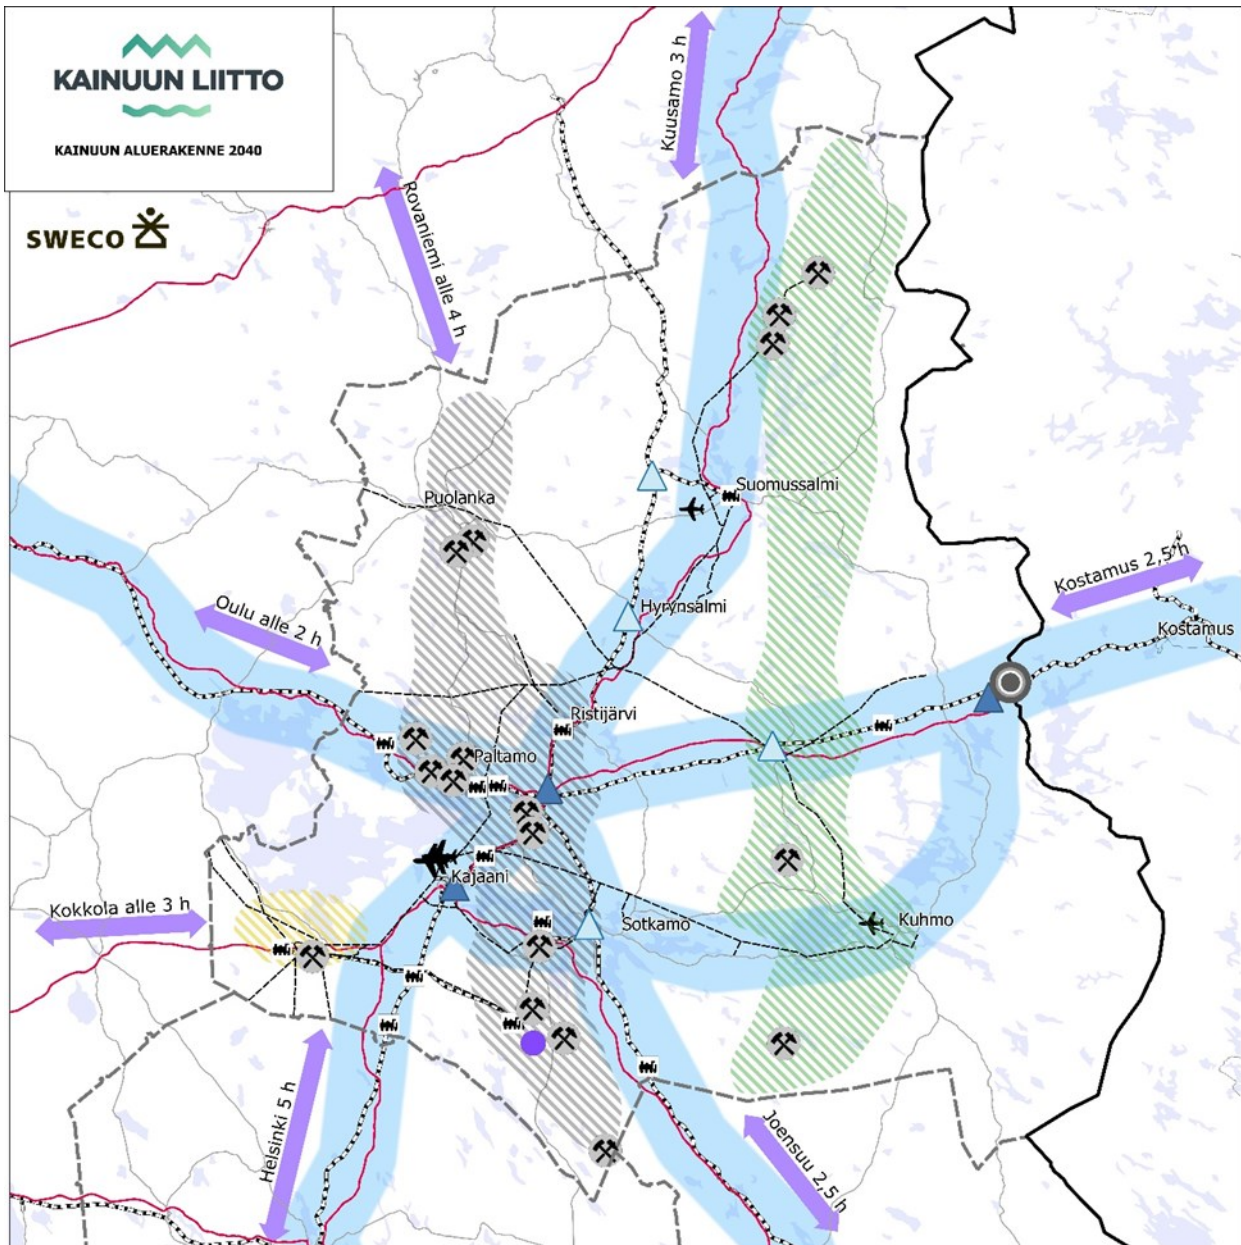 KAINUUN LIITTO
KAINUUN ALUERAKENNE 2040
SWECO
Kuusamo 3 h
Rovaniemi alle 4 h
Puolanka
Suomussalmi
Kostamus 2,5 h
Oulu alle 2 h
Hyrynsalmi
Kostamus
Ristijärvi
Paltamo
Kajaani
Kokkola alle 3 h
Sotkamo
Kuhmo
Helsinki 5 h
Joensuu 2,5 h